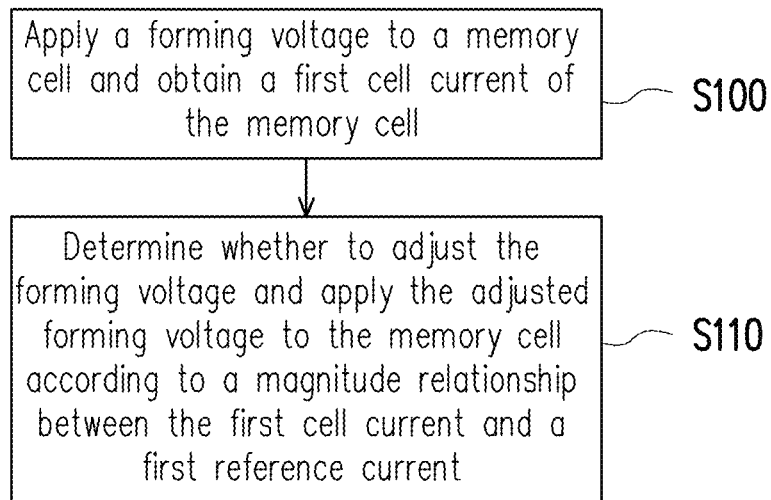 Apply a forming voltage to a memory
cell and obtain a first cell current of
the memory cell
S100
Determine whether to adjust the
forming voltage and apply the adjusted
forming voltage to the memory cell
according to a magnitude relationship
between the first cell current and a
first reference current
S110